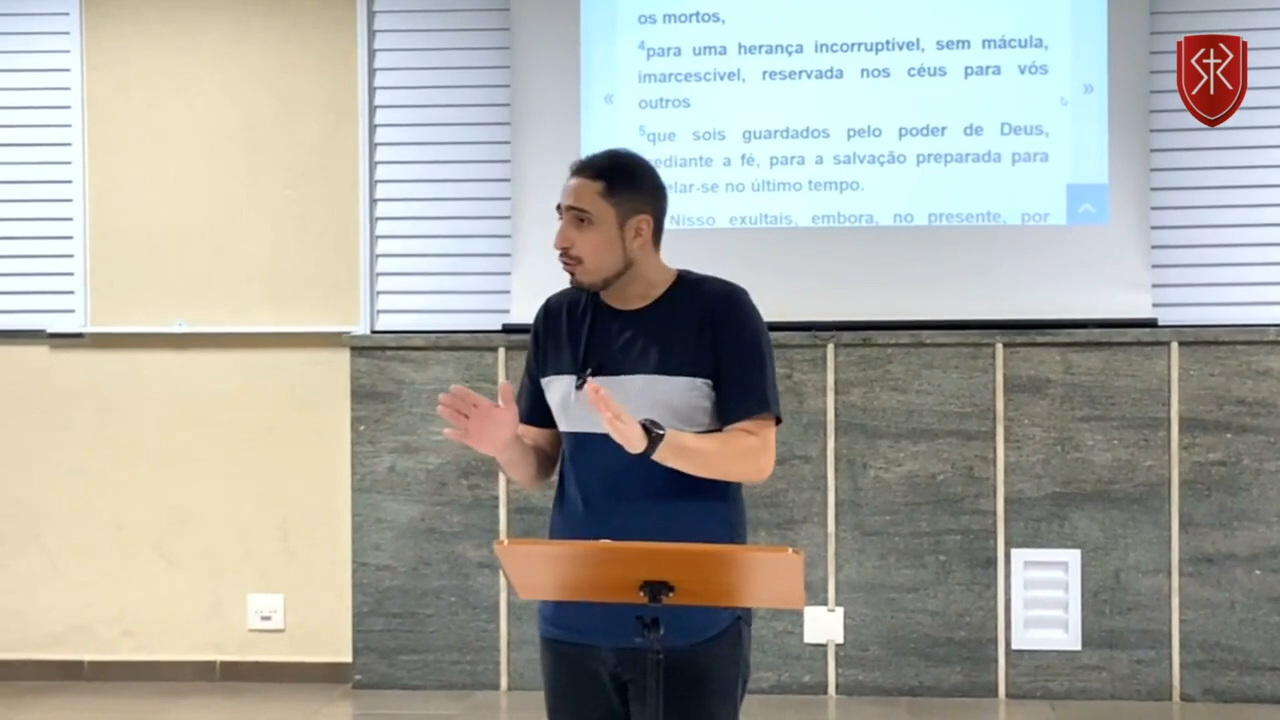 os mortos,
4para uma herança incorruptível, sem mácula,
imarcescível, reservada nos céus para vós
outros
5que sois guardados pelo poder de Deus,
mediante a fé, para a salvação preparada para
elar-se no último tempo.
Nisso exultais, embora, no presente, por